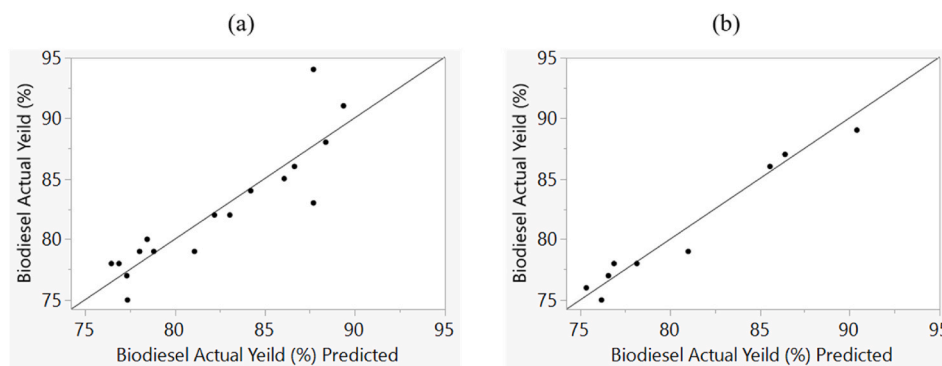 (a)
(b)
95
90
85
80
75
Biodiesel Actual Yeild (%)
75 80 85 90 95
Biodiesel Actual Yeild (%) Predicted
95
90
85
80
75
Biodiesel Actual Yeild (%)
75 80 85 90 95
Biodiesel Actual Yeild (%) Predicted